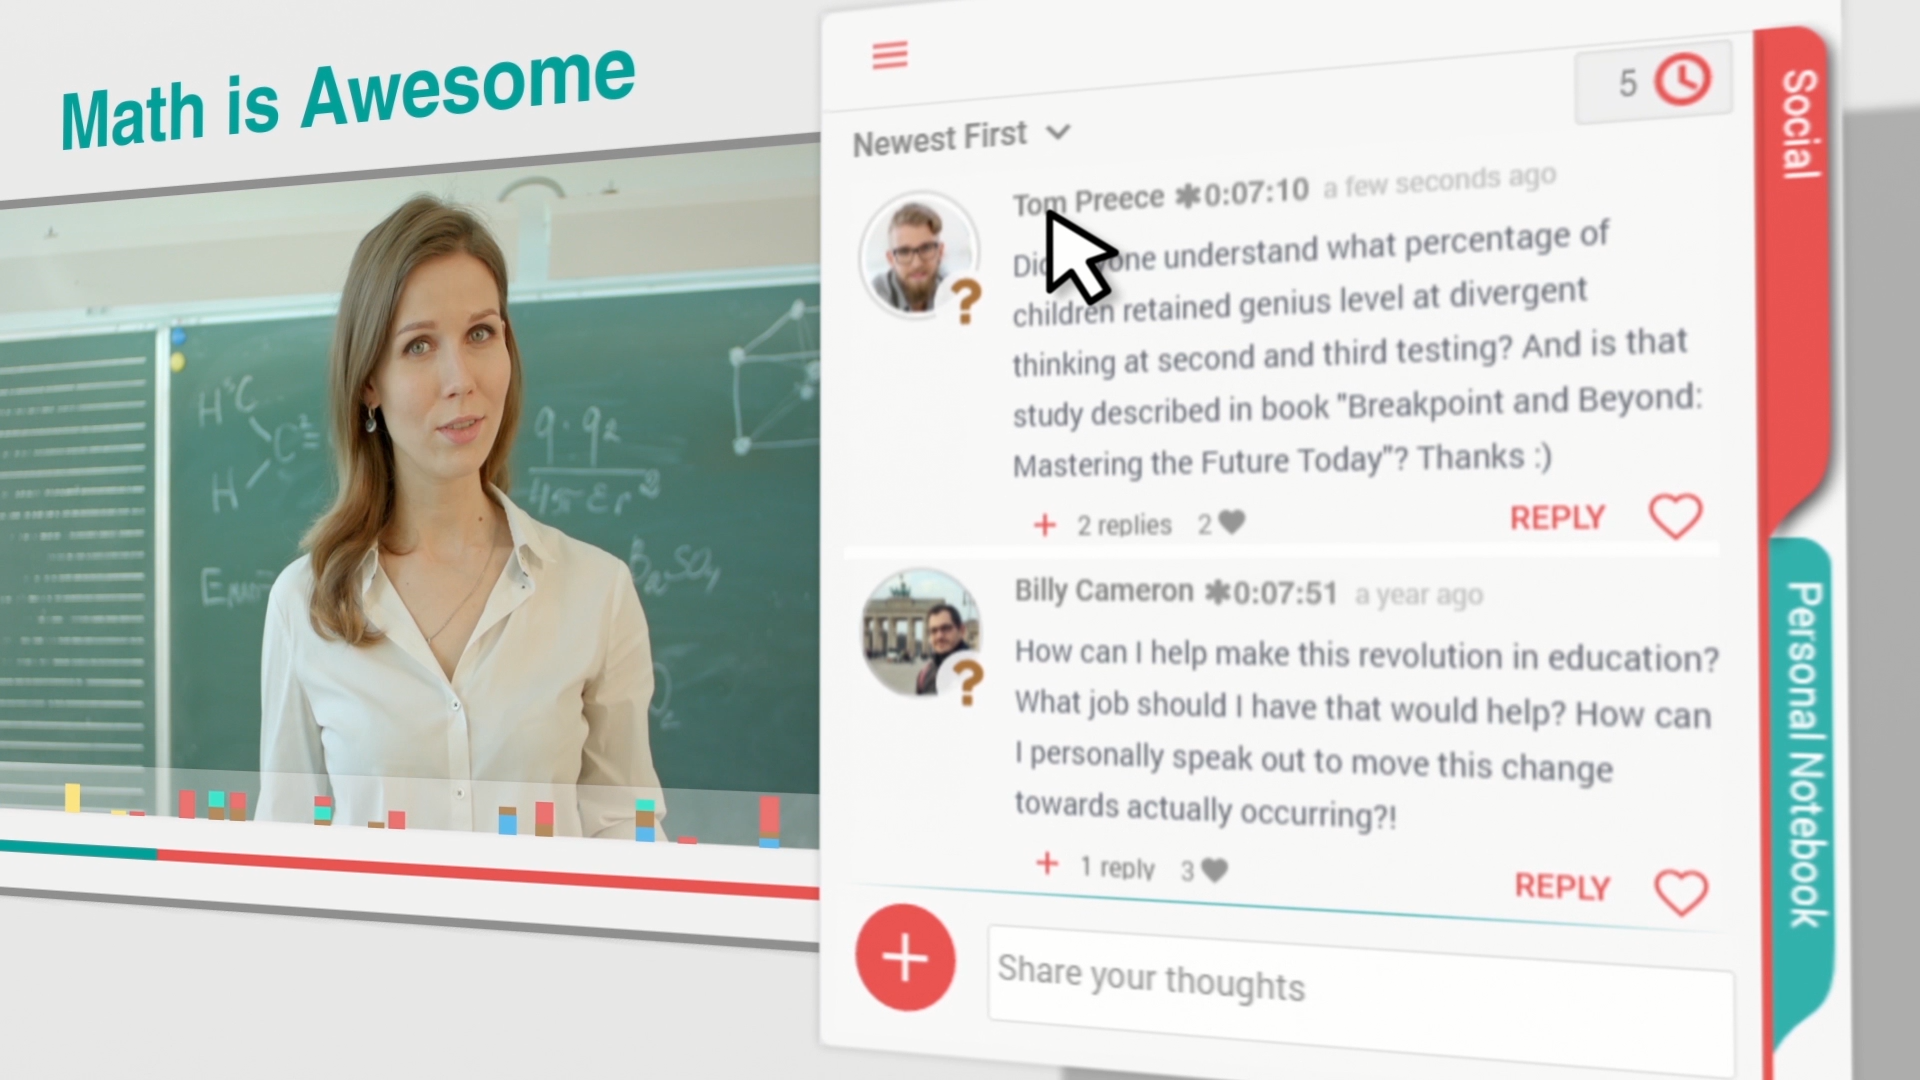 Math is Awesome
5
Social
Newest First
Tom Preece ✱0:07:10 a few seconds ago
understand what percentage of
children retained genius level at divergent
thinking at second and third testing? And is that
study described in book "Breakpoint and Beyond:
Mastering the Future Today"? Thanks :)
+ 2 replies 2
REPLY
Billy Cameron ✱0:07:51 a year ago
How can I help make this revolution in education?
What job should I have that would help? How can
I personally speak out to move this change
towards actually occurring?!
+ 1 reply 3
REPLY
Personal Notebook
+
Share your thoughts